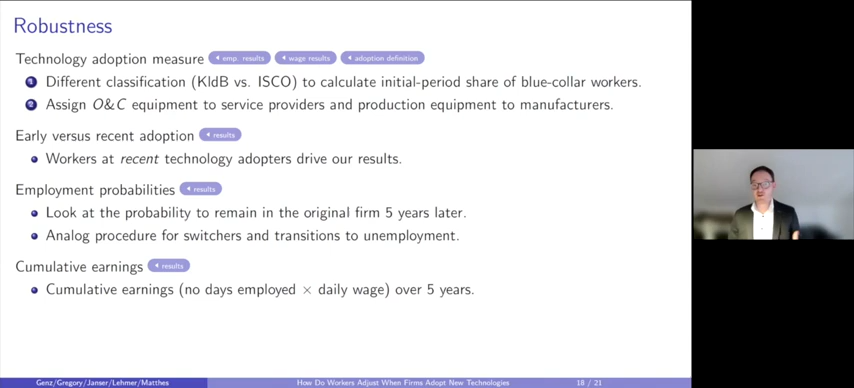 Robustness
Technology adoption measure emp. results wage results adoption definition
1 Different classification (KldB vs. ISCO) to calculate initial-period share of blue-collar workers.
2 Assign O&C equipment to service providers and production equipment to manufacturers.
Early versus recent adoption results
Workers at recent technology adopters drive our results.
Employment probabilities results
Look at the probability to remain in the original firm 5 years later.
Analog procedure for switchers and transitions to unemployment.
Cumulative earnings results
Cumulative earnings (no days employed × daily wage) over 5 years.
Genz/Gregory/Janser/Lehmer/Matthes How Do Workers Adjust When Firms Adopt New Technologies 18 / 21